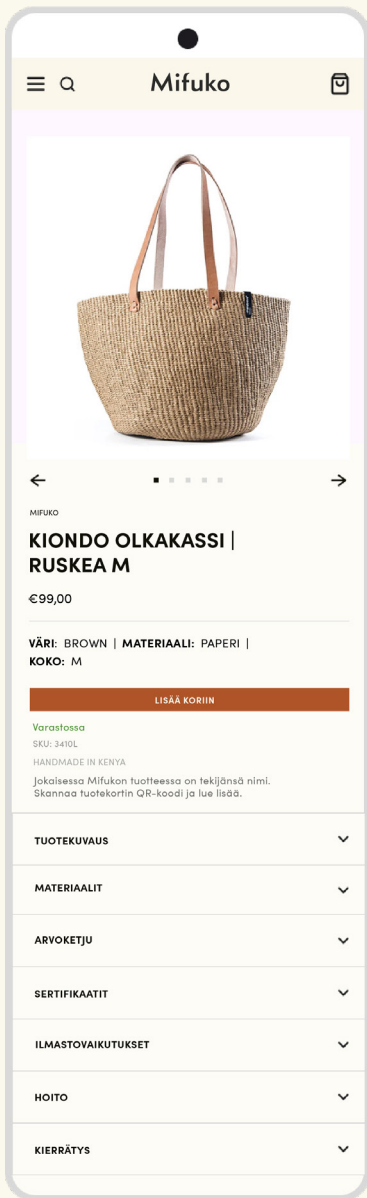 Mifuko
MIFUKO
KIONDO OLKAKASSI |
RUSKEA M
€99,00
VÄRI: BROWN | MATERIAALI: PAPERI |
KOKO: M
LISÄÄ KORIIN
Varastossa
SKU: 3410L
HANDMADE IN KENYA
Jokaisessa Mifukon tuotteessa on tekijänsä nimi.
Skannaa tuotekortin QR-koodi ja lue lisää.
TUOTEKUVAUS
MATERIAALIT
ARVOKETJU
SERTIFIKAATIT
ILMASTOVAIKUTUKSET
HOITO
KIERRÄTYS